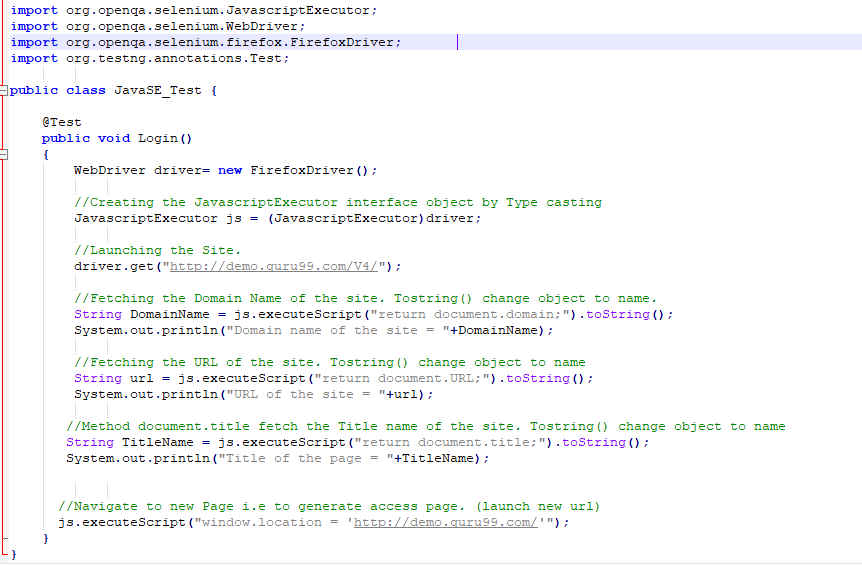 import org.openqa.selenium.JavascriptExecutor;
import org.openqa.selenium.WebDriver;
import org.openqa.selenium.firefox.FirefoxDriver;
import org.testng.annotations.Test;
public class JavaSE_Test {
@Test
public void Login()
{
WebDriver driver= new FirefoxDriver();
//Creating the JavascriptExecutor interface object by Type casting
JavascriptExecutor js = (JavascriptExecutor)driver;
//Launching the Site.
driver.get("http://demo.guru99.com/V4/");
//Fetching the Domain Name of the site. Tostring() change object to name.
String DomainName = js.executeScript("return document.domain;").toString();
System.out.println("Domain name of the site = "+DomainName);
//Fetching the URL of the site. Tostring() change object to name
String url = js.executeScript("return document.URL;").toString();
System.out.println("URL of the site = "+url);
//Method document.title fetch the Title name of the site. Tostring() change object to name
String TitleName = js.executeScript("return document.title;").toString();
System.out.println("Title of the page = "+TitleName);
//Navigate to new Page i.e to generate access page. (launch new url)
js.executeScript("window.location = 'http://demo.guru99.com/'");
}
}